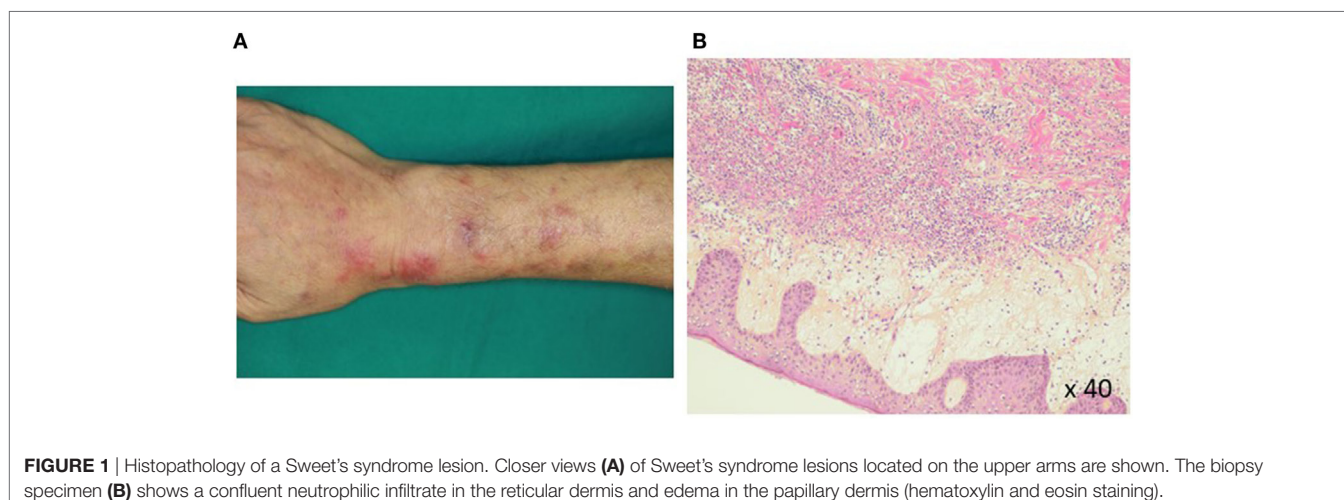 A
B
x 40
FIGURE 1 | Histopathology of a Sweet’s syndrome lesion. Closer views (A) of Sweet’s syndrome lesions located on the upper arms are shown. The biopsy
specimen (B) shows a confluent neutrophilic infiltrate in the reticular dermis and edema in the papillary dermis (hematoxylin and eosin staining).